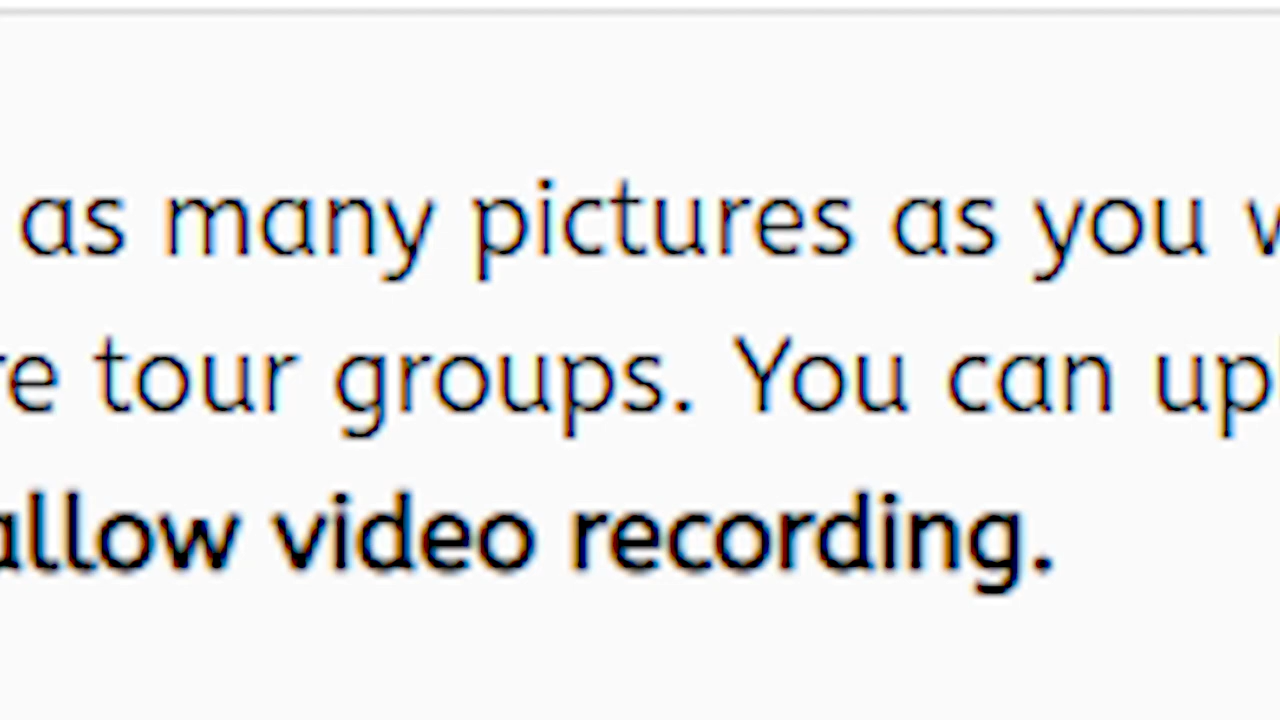 as many pictures as you
tour groups. You can
allow video recording.